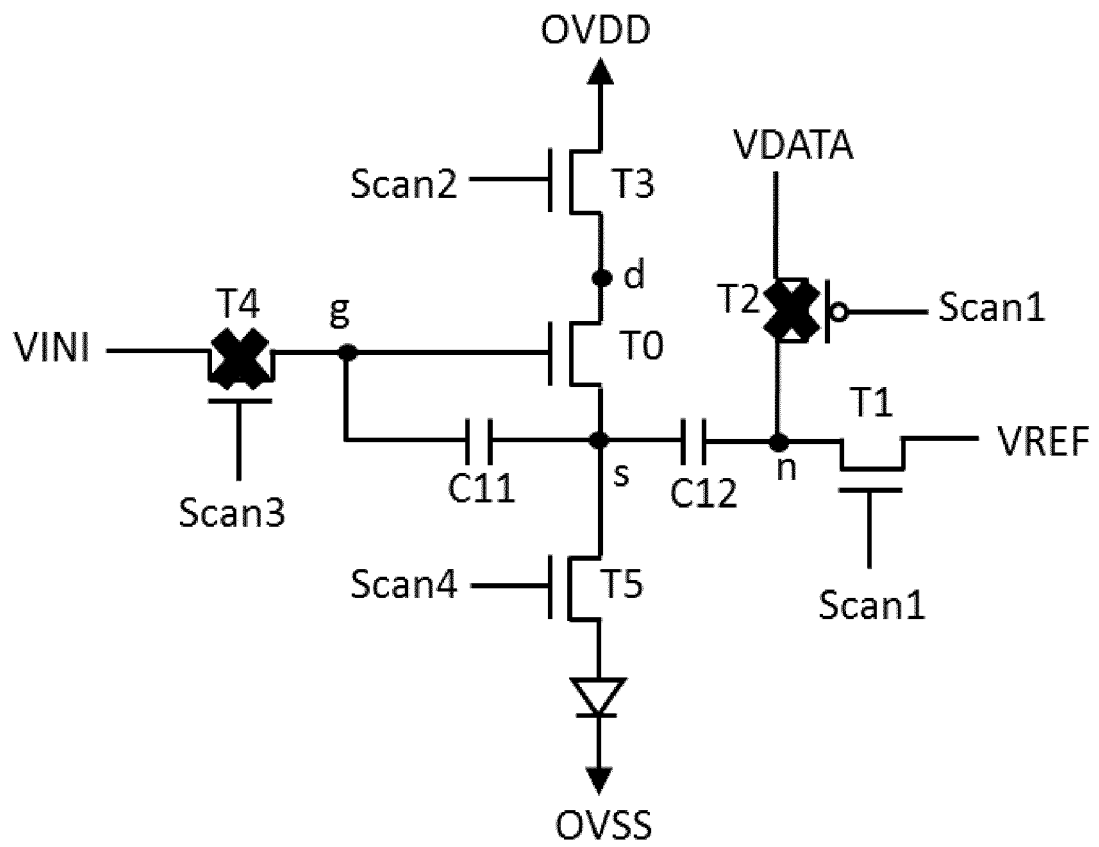 OVDD
VDATA
Scan2
T3
d
T4
g
T2
Scan1
VINI
T0
T1
VREF
C11
s
C12
n
Scan3
Scan4
T5
Scan1
OVSS